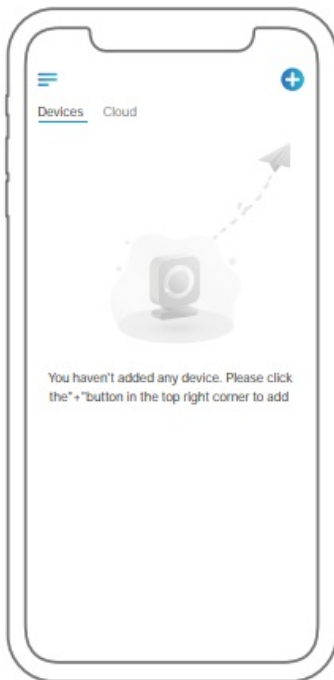 Devices Cloud
You haven't added any device. Please click
the"+"button in the top right corner to add